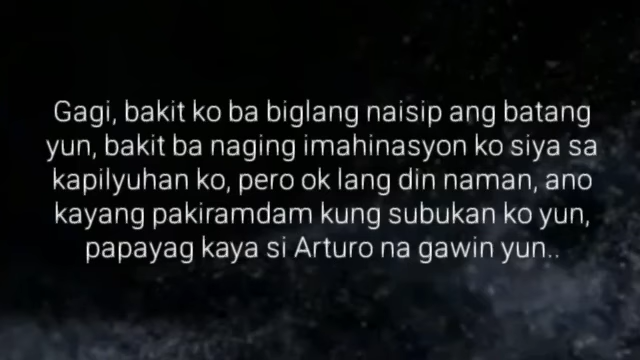 Gagi, bakit ko ba biglang naisip ang batang
yun, bakit ba naging imahinasyon ko siya sa
kapilyuhan ko, pero ok lang din naman, ano
kayang pakiramdam kung subukan ko yun,
papayag kaya si Arturo na gawin yun..